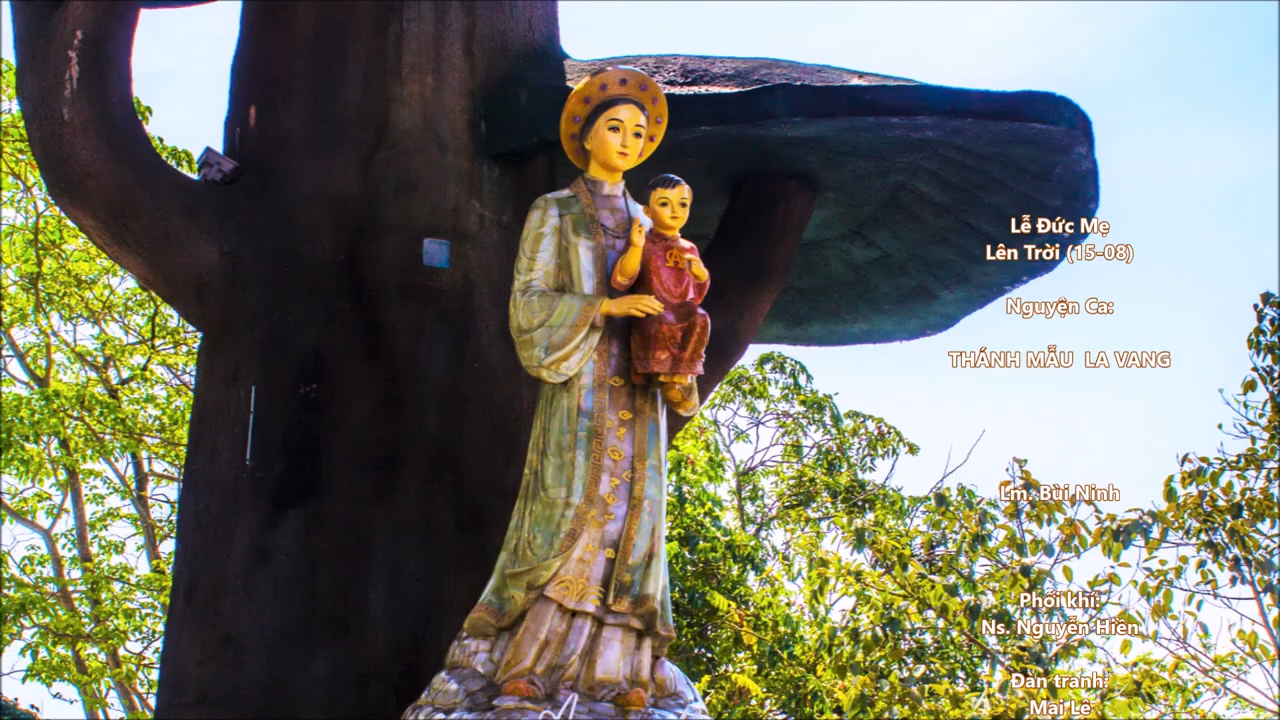 Lễ Đức Mẹ
Lên Trời (15-08)
Nguyện Ca:
THÁNH MẪU LA VANG
Lm. Bùi Ninh
Phối khí:
Ns. Nguyễn Hiền
Đàn tranh:
Mai Lê